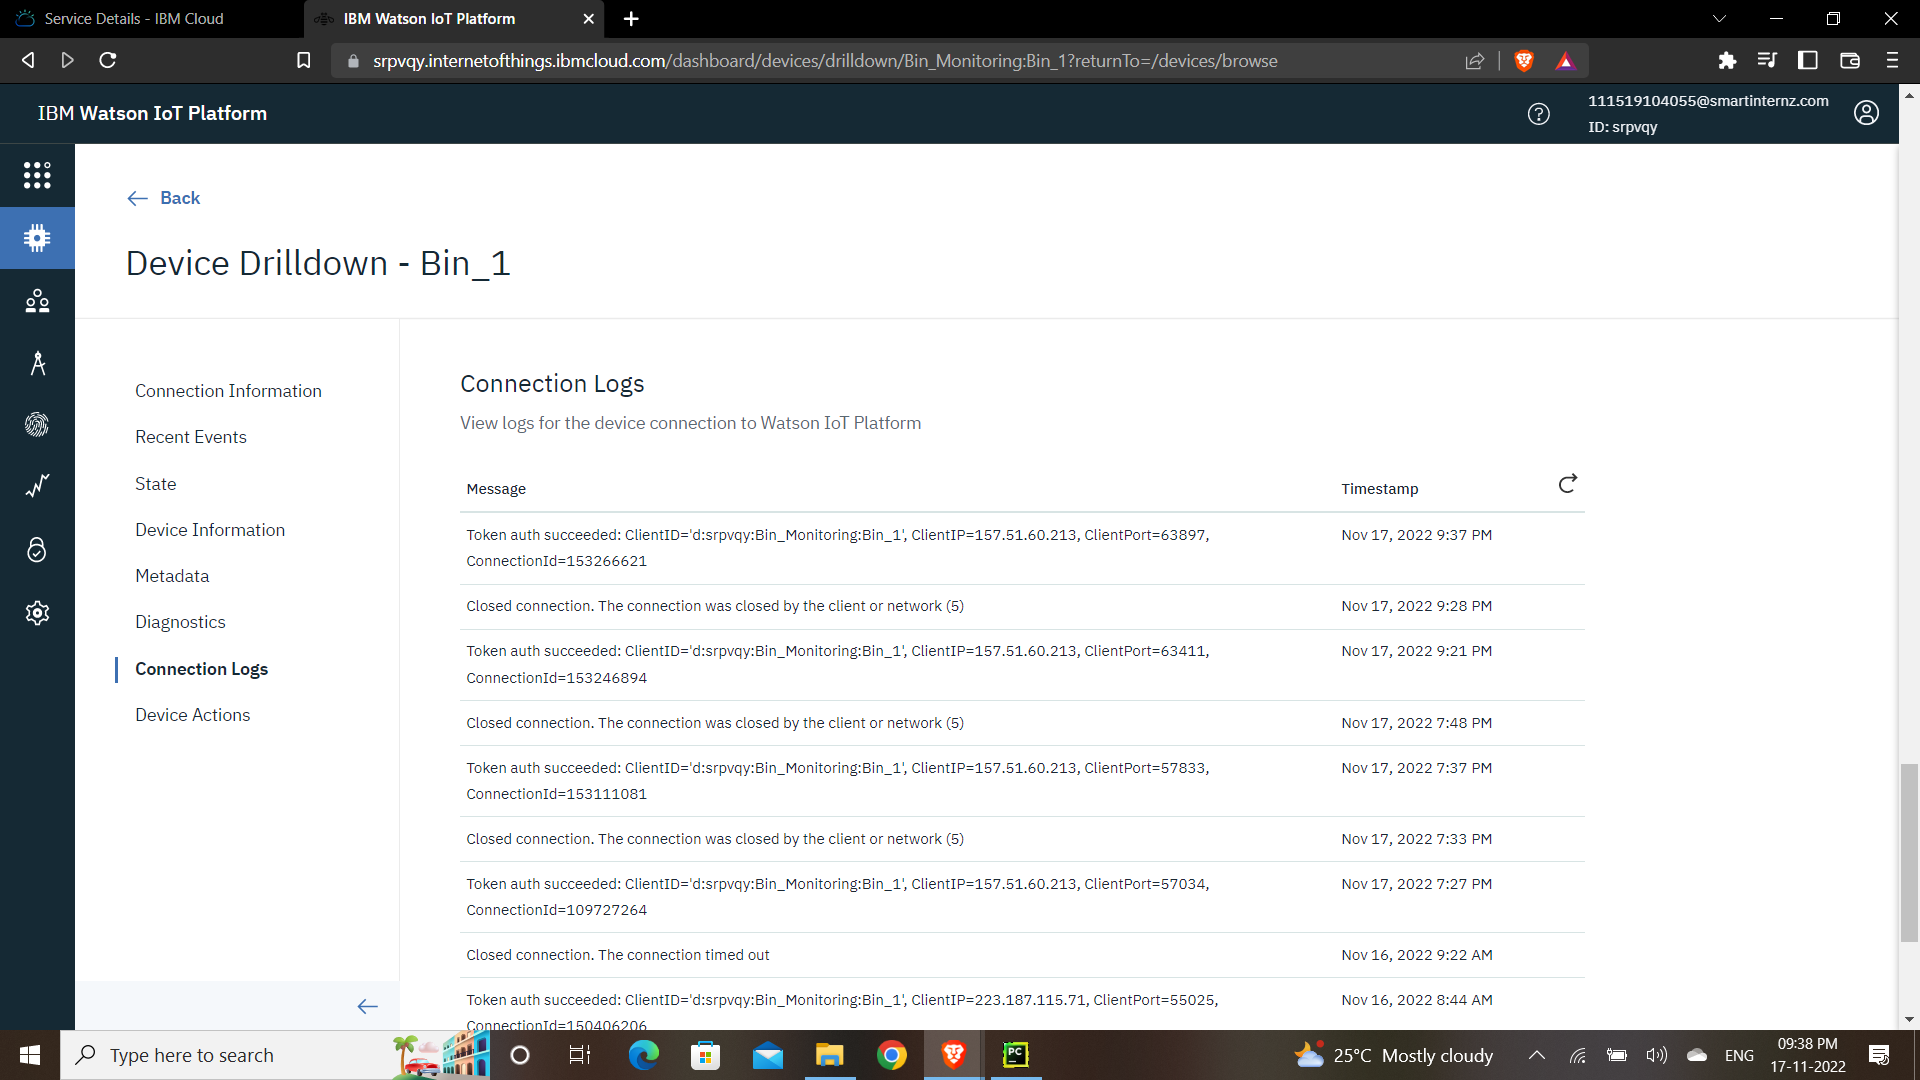 Service Details - IBM Cloud
IBM Watson IoT Platform
srpvqy.internetofthings.ibmcloud.com/dashboard/devices/drilldown/Bin_Monitoring:Bin_1?returnTo=/devices/browse
IBM Watson IoT Platform
111519104055@smartinternz.com
ID: srpvqy
Back
Device Drilldown - Bin_1
Connection Information
Recent Events
State
Device Information
Metadata
Diagnostics
Connection Logs
Device Actions
Connection Logs
View logs for the device connection to Watson IoT Platform
Message Timestamp
Token auth succeeded: ClientID='d:srpvqy:Bin_Monitoring:Bin_1', ClientIP=157.51.60.213, ClientPort=63897, Nov 17, 2022 9:37 PM
ConnectionId=153266621
Closed connection. The connection was closed by the client or network (5) Nov 17, 2022 9:28 PM
Token auth succeeded: ClientID='d:srpvqy:Bin_Monitoring:Bin_1', ClientIP=157.51.60.213, ClientPort=63411, Nov 17, 2022 9:21 PM
ConnectionId=153246894
Closed connection. The connection was closed by the client or network (5) Nov 17, 2022 7:48 PM
Token auth succeeded: ClientID='d:srpvqy:Bin_Monitoring:Bin_1', ClientIP=157.51.60.213, ClientPort=57833, Nov 17, 2022 7:37 PM
ConnectionId=153111081
Closed connection. The connection was closed by the client or network (5) Nov 17, 2022 7:33 PM
Token auth succeeded: ClientID='d:srpvqy:Bin_Monitoring:Bin_1', ClientIP=157.51.60.213, ClientPort=57034, Nov 17, 2022 7:27 PM
ConnectionId=109727264
Closed connection. The connection timed out Nov 16, 2022 9:22 AM
Token auth succeeded: ClientID='d:srpvqy:Bin_Monitoring:Bin_1', ClientIP=223.187.115.71, ClientPort=55025, Nov 16, 2022 8:44 AM
ConnectionId=150406206
Type here to search
PC
25°C Mostly cloudy
ENG
09:38 PM
17-11-2022